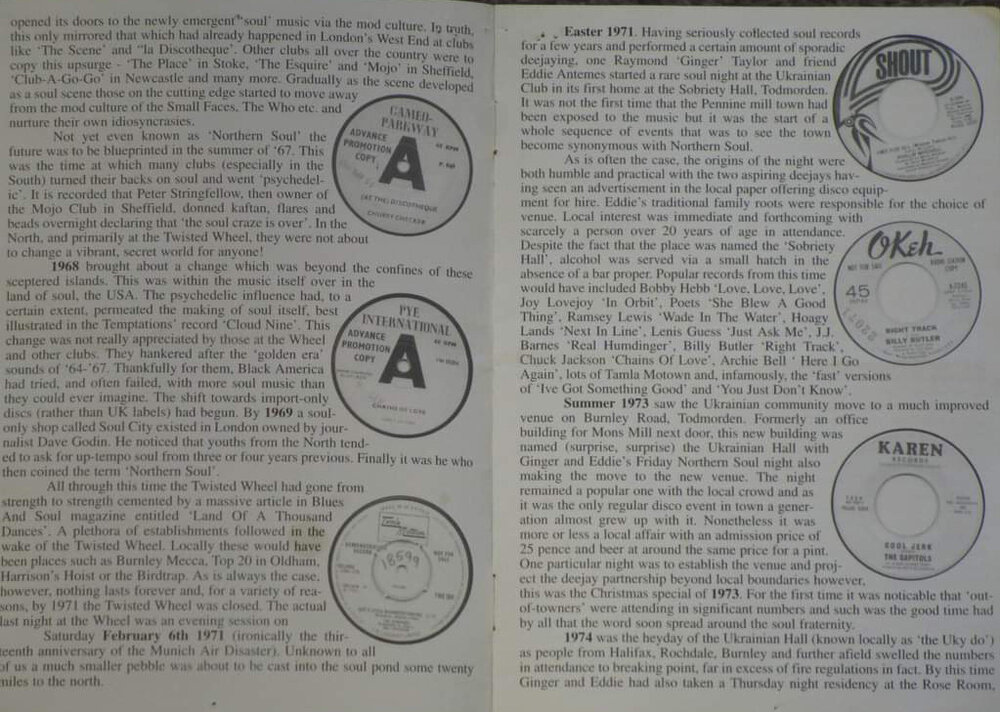 opened its doors to the newly emergent 'soul' music via the mod culture. In truth,
this only mirrored that which had already happened in London's West End at clubs
like 'The Scene' and "la Discotheque'. Other clubs all over the country were to
copy this upsurge - 'The Place' in Stoke, 'The Esquire' and 'Mojo' in Sheffield,
'Club-A-Go-Go' in Newcastle and many more. Gradually as the scene developed
as a soul scene those on the cutting edge started to move away
from the mod culture of the Small Faces, The Who etc. and
nurture their own idiosyncrasies.
Not yet even known as 'Northern Soul' the
future was to be blueprinted in the summer of '67. This
was the time at which many clubs (especially in the
South) turned their backs on soul and went 'psychedel-
ic'. It is recorded that Peter Stringfellow, then owner of
the Mojo Club in Sheffield, donned kaftan, flares and
beads overnight declaring that 'the soul craze is over'. In the
North, and primarily at the Twisted Wheel, they were not about
to change a vibrant, secret world for anyone!
1968 brought about a change which was beyond the confines of these
sceptered islands. This was within the music itself over in the
land of soul, the USA. The psychedelic influence had, to a
certain extent, permeated the making of soul itself, best
illustrated in the Temptations' record 'Cloud Nine'. This
change was not really appreciated by those at the Wheel
and other clubs. They hankered after the 'golden era'
sounds of '64-'67. Thankfully for them, Black America
had tried, and often failed, with more soul music than
they could ever imagine. The shift towards import-only
discs (rather than UK labels) had begun. By 1969 a soul-
only shop called Soul City existed in London owned by jour-
nalist Dave Godin. He noticed that youths from the North tend-
ed to ask for up-tempo soul from three or four years previous. Finally it was he who
then coined the term 'Northern Soul'.
All through this time the Twisted Wheel had gone from
strength to strength cemented by a massive article in Blues
And Soul magazine entitled 'Land Of A Thousand
Dances'. A plethora of establishments followed in the
wake of the Twisted Wheel. Locally these would have
been places such as Burnley Mecca, Top 20 in Oldham,
Harrison's Hoist or the Birdtrap. As is always the case,
however, nothing lasts forever and, for a variety of rea-
sons, by 1971 the Twisted Wheel was closed. The actual
last night at the Wheel was an evening session on
Saturday February 6th 1971 (ironically the thir-
teenth anniversary of the Munich Air Disaster). Unknown to all
of us a much smaller pebble was about to be cast into the soul pond some twenty
miles to the north.
CAMEO-
PARKWAY
ADVANCE
PROMOTION
COPY
45 RPM
A
(AT THE) DISCOTHEQUE
CHUBBY CHECKER
PYE
INTERNATIONAL
ADVANCE
PROMOTION
COPY
45 RPM
A
CHAINS OF LOVE
8599
Easter 1971. Having seriously collected soul records
for a few years and performed a certain amount of sporadic
deejaying, one Raymond 'Ginger' Taylor and friend
Eddie Antemes started a rare soul night at the Ukrainian
Club in its first home at the Sobriety Hall, Todmorden.
It was not the first time that the Pennine mill town had
been exposed to the music but it was the start of a
whole sequence of events that was to see the town
become synonymous with Northern Soul.
As is often the case, the origins of the night were
both humble and practical with the two aspiring deejays hav-
ing seen an advertisement in the local paper offering disco equip-
ment for hire. Eddie's traditional family roots were responsible for the choice of
venue. Local interest was immediate and forthcoming with
scarcely a person over 20 years of age in attendance.
Despite the fact that the place was named the 'Sobriety
Hall', alcohol was served via a small hatch in the
absence of a bar proper. Popular records from this time
would have included Bobby Hebb 'Love, Love, Love',
Joy Lovejoy 'In Orbit', Poets 'She Blew A Good
Thing', Ramsey Lewis 'Wade In The Water', Hoagy
Lands 'Next In Line', Lenis Guess 'Just Ask Me', J.J.
Barnes 'Real Humdinger', Billy Butler 'Right Track',
Chuck Jackson 'Chains Of Love', Archie Bell ' Here I Go
Again', lots of Tamla Motown and, infamously, the 'fast' versions
of 'Ive Got Something Good' and 'You Just Don't Know'.
Summer 1973 saw the Ukrainian community move to a much improved
venue on Burnley Road, Todmorden. Formerly an office
building for Mons Mill next door, this new building was
named (surprise, surprise) the Ukrainian Hall with
Ginger and Eddie's Friday Northern Soul night also
making the move to the new venue. The night
remained a popular one with the local crowd and as
it was the only regular disco event in town a gener-
ation almost grew up with it. Nonetheless it was
more or less a local affair with an admission price of
25 pence and beer at around the same price for a pint.
One particular night was to establish the venue and proj-
ect the deejay partnership beyond local boundaries however,
this was the Christmas special of 1973. For the first time it was noticable that 'out-
of-towners' were attending in significant numbers and such was the good time had
by all that the word soon spread around the soul fraternity.
1974 was the heyday of the Ukrainian Hall (known locally as 'the Uky do')
as people from Halifax, Rochdale, Burnley and further afield swelled the numbers
in attendance to breaking point, far in excess of fire regulations in fact. By this time
Ginger and Eddie had also taken a Thursday night residency at the Rose Room,
SHOUT
OKeh
NOT FOR SALE
RADIO STATION
COPY
45
RIGHT TRACK
BILLY BUTLER
KAREN
RECORDS
SOUL JERK
THE CAPITOLS